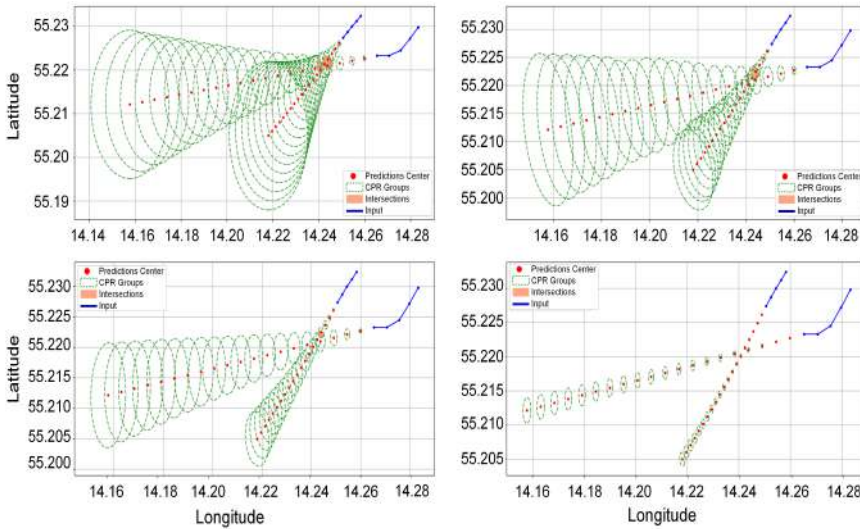 Latitude
55.23
55.22
55.21
55.20
55.19
14.14 14.16 14.18 14.20 14.22 14.24 14.26 14.28
Predictions Center
CPR Groups
Intersections
Input
55.230
55.225
55.220
55.215
55.210
55.205
55.200
14.16 14.18 14.20 14.22 14.24 14.26 14.28
Predictions Center
CPR Groups
Intersections
Input
Latitude
55.230
55.225
55.220
55.215
55.210
55.205
55.200
14.16 14.18 14.20 14.22 14.24 14.26 14.28
Longitude
Predictions Center
CPR Groups
Intersections
Input
55.230
55.225
55.220
55.215
55.210
55.205
14.16 14.18 14.20 14.22 14.24 14.26 14.28
Longitude
Predictions Center
CPR Groups
Intersections
Input